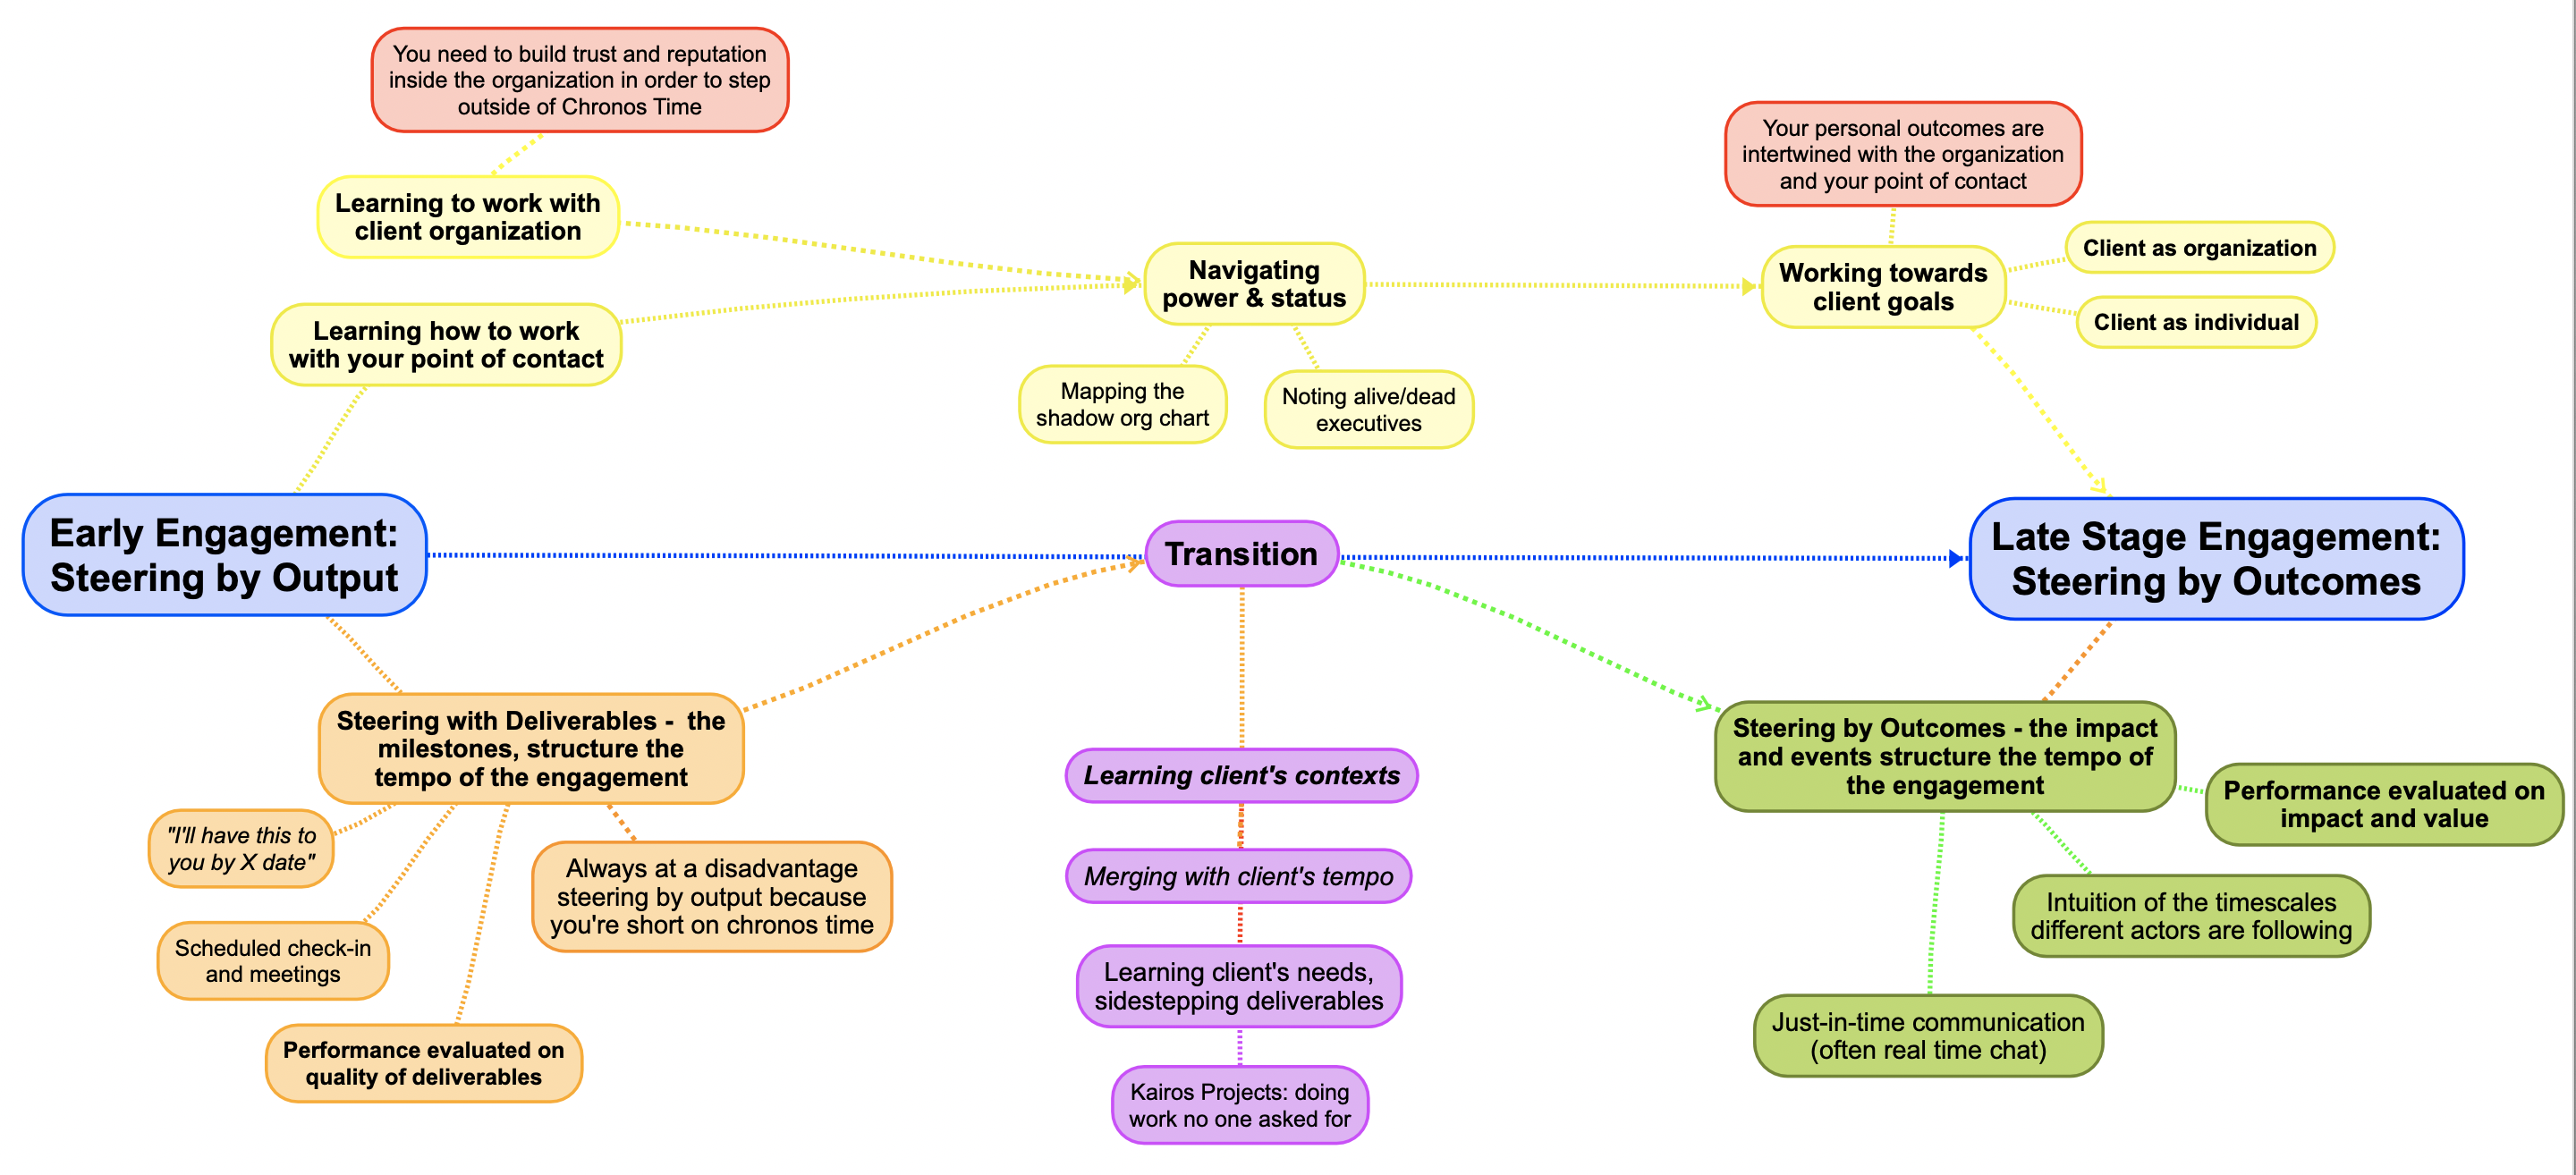 You need to build trust and reputation
inside the organization in order to step
outside of Chronos Time
Learning to work with
client organization
Learning how to work
with your point of contact
Navigating
power & status
Mapping the
shadow org chart
Noting alive/dead
executives
Your personal outcomes are
intertwined with the organization
and your point of contact
Working towards
client goals
Client as organization
Client as individual
Early Engagement:
Steering by Output
Transition
Late Stage Engagement:
Steering by Outcomes
Steering with Deliverables -  the
milestones, structure the
tempo of the engagement
"I'll have this to
you by X date"
Scheduled check-in
and meetings
Performance evaluated on
quality of deliverables
Always at a disadvantage
steering by output because
you're short on chronos time
Learning client's contexts
Merging with client's tempo
Learning client's needs,
sidestepping deliverables
Kairos Projects: doing
work no one asked for
Steering by Outcomes - the impact
and events structure the tempo of
the engagement
Performance evaluated on
impact and value
Intuition of the timescales
different actors are following
Just-in-time communication
(often real time chat)